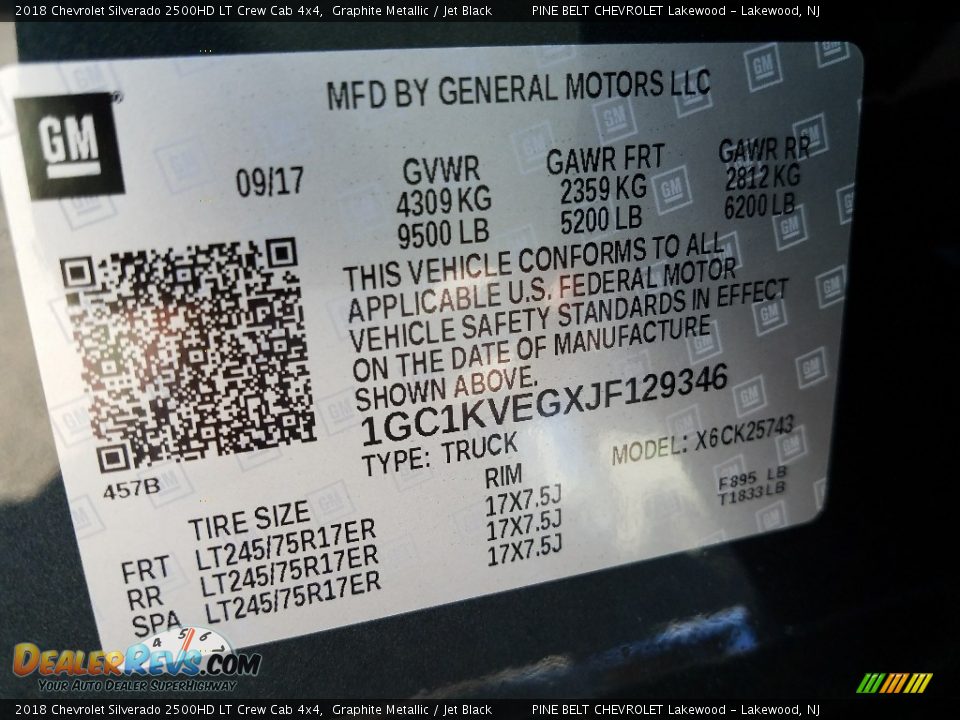 2018 Chevrolet Silverado 2500HD LT Crew Cab 4x4, Graphite Metallic / Jet Black PINE BELT CHEVROLET Lakewood – Lakewood, NJ
GM
MFD BY GENERAL MOTORS LLC
09/17 GVWR GAWR FRT GAWR RR
4309 KG 2359 KG 2812 KG
9500 LB 5200 LB 6200 LB
THIS VEHICLE CONFORMS TO ALL
APPLICABLE U.S. FEDERAL MOTOR
VEHICLE SAFETY STANDARDS IN EFFECT
ON THE DATE OF MANUFACTURE
SHOWN ABOVE.
1GC1KVEGXJF129346
TYPE: TRUCK MODEL: X6CK25743
457B
F895 LB
T1833LB
TIRE SIZE RIM
FRT LT245/75R17ER 17X7.5J
RR LT245/75R17ER 17X7.5J
SPA LT245/75R17ER 17X7.5J
4 5 6
DEALERREVS.COM
YOUR AUTO DEALER SUPERHIGHWAY
2018 Chevrolet Silverado 2500HD LT Crew Cab 4x4, Graphite Metallic / Jet Black PINE BELT CHEVROLET Lakewood – Lakewood, NJ